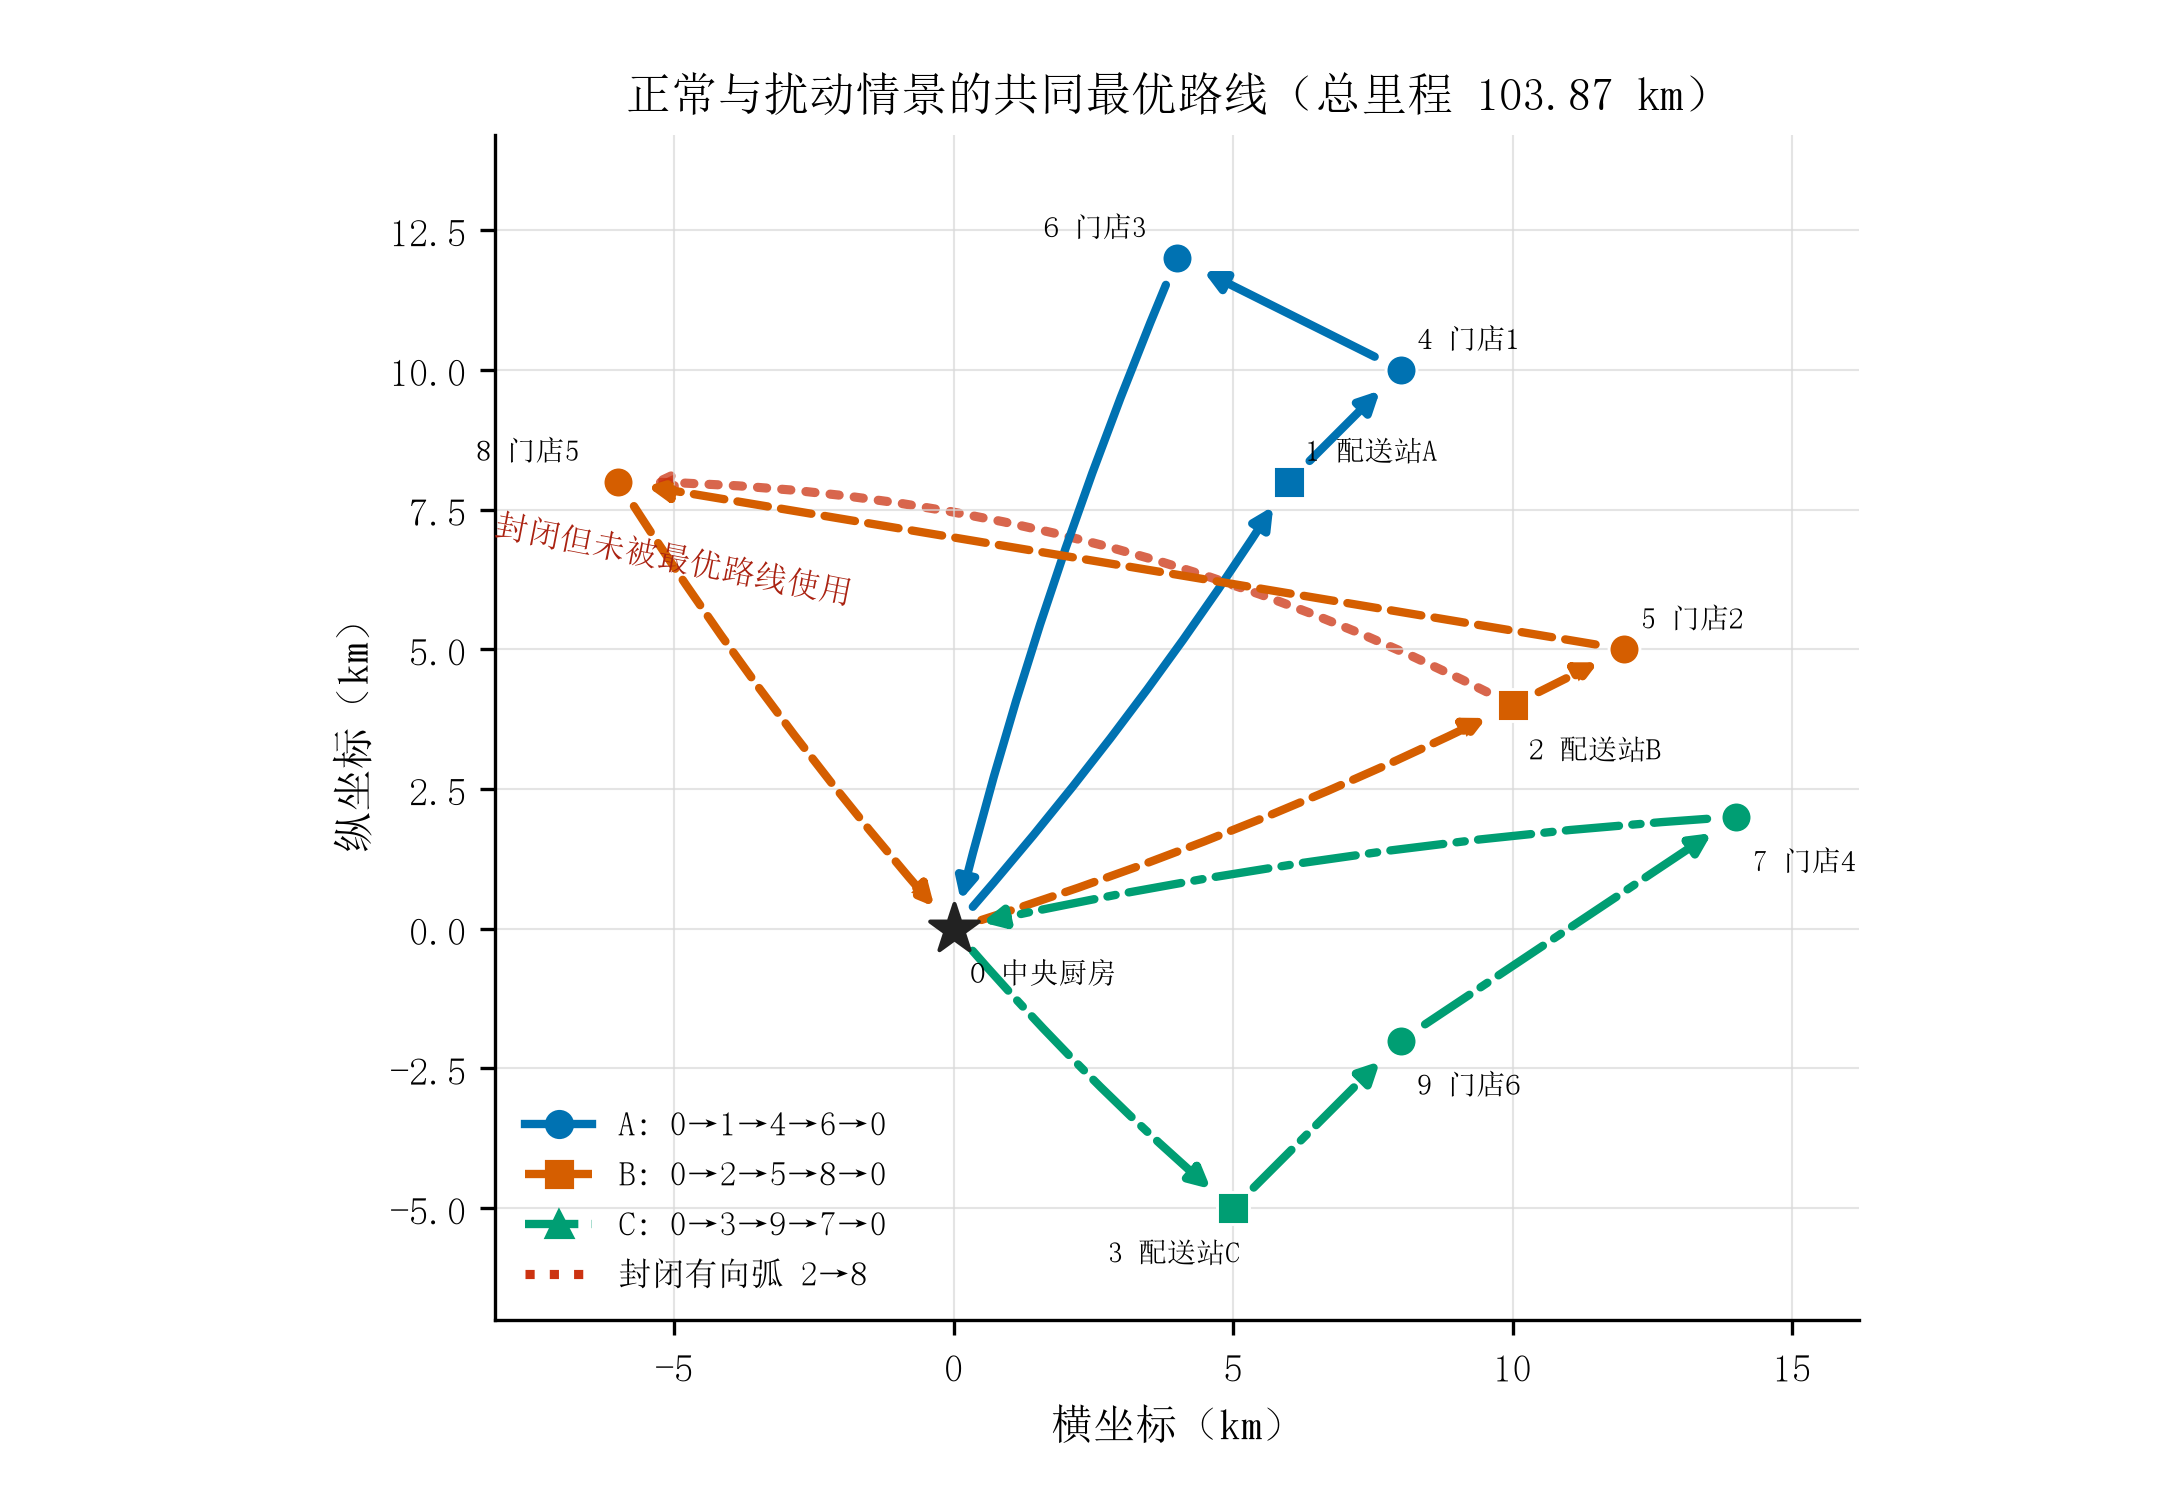 正常与扰动情景的共同最优路线（总里程 103.87 km）
12.5
10.0
7.5
5.0
2.5
0.0
−2.5
−5.0
纵坐标（km）
6 门店3
4 门店1
1 配送站A
8 门店5
封闭但未被最优路线使用
5 门店2
2 配送站B
7 门店4
0 中央厨房
9 门店6
3 配送站C
A: 0→1→4→6→0
B: 0→2→5→8→0
C: 0→3→9→7→0
封闭有向弧 2→8
−5
0
5
10
15
横坐标（km）